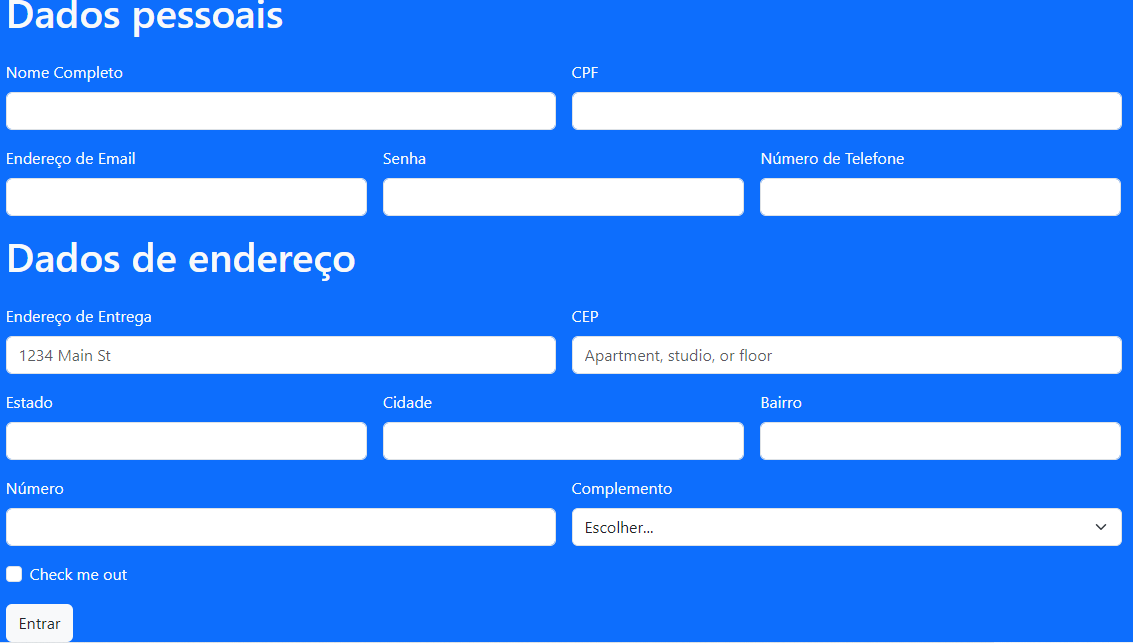 Dados pessoais
Nome Completo CPF
Endereço de Email Senha Número de Telefone
Dados de endereço
Endereço de Entrega CEP
1234 Main St Apartment, studio, or floor
Estado Cidade Bairro
Número Complemento
Escolher...
Check me out
Entrar